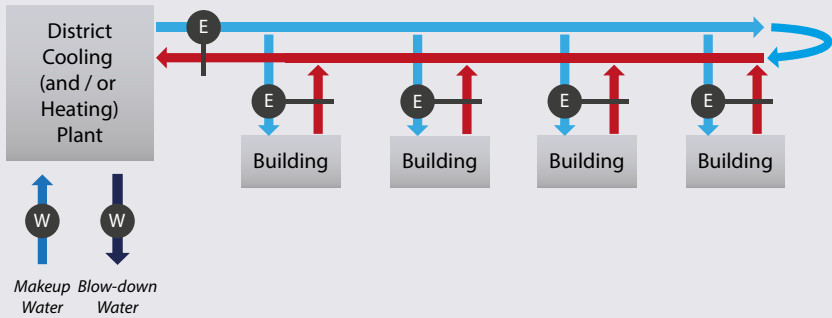 District
Cooling
(and / or
Heating)
Plant
E
E
E
E
E
Building
Building
Building
Building
W
W
Makeup
Water
Blow-down
Water